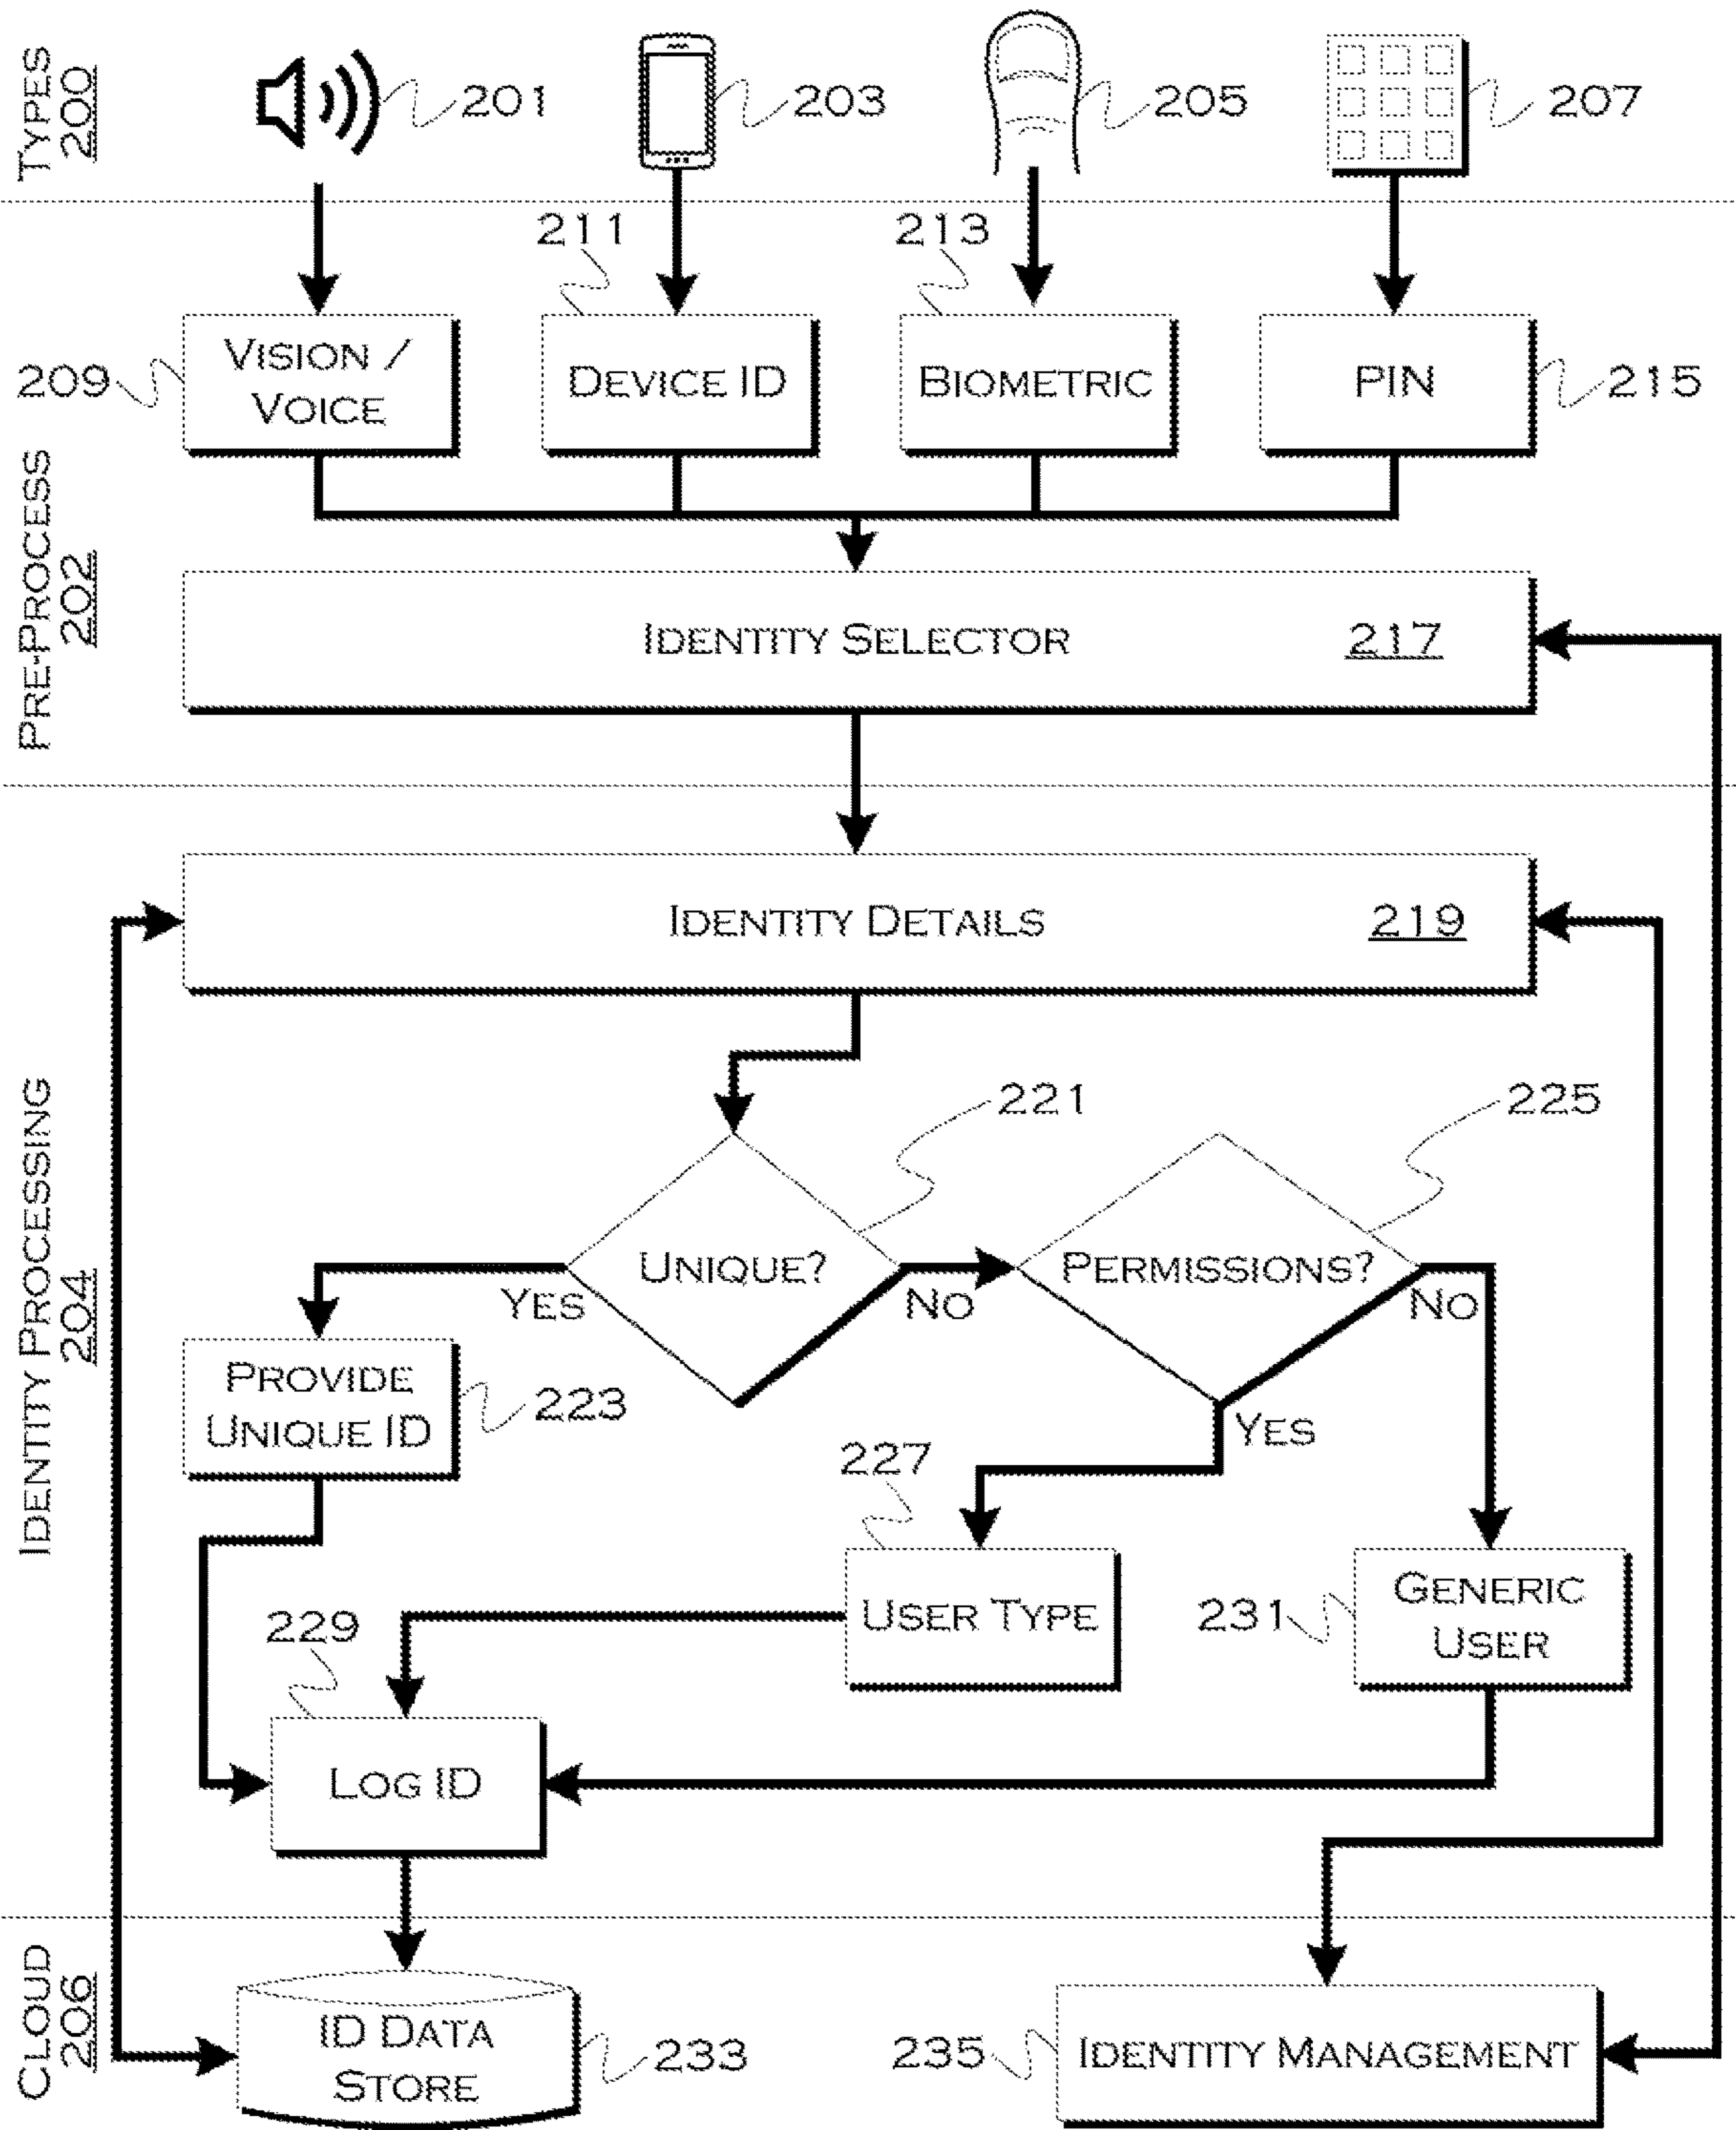 TYPES
200
201
203
205
207
211
213
209
VISION /
VOICE
DEVICE ID
BIOMETRIC
PIN
215
PRE-PROCESS
202
IDENTITY SELECTOR
217
IDENTITY DETAILS
219
IDENTITY PROCESSING
204
221
225
UNIQUE?
PERMISSIONS?
YES
NO
NO
PROVIDE
UNIQUE ID
223
YES
227
USER TYPE
231
GENERIC
USER
229
LOG ID
CLOUD
206
ID DATA
STORE
233
235
IDENTITY MANAGEMENT